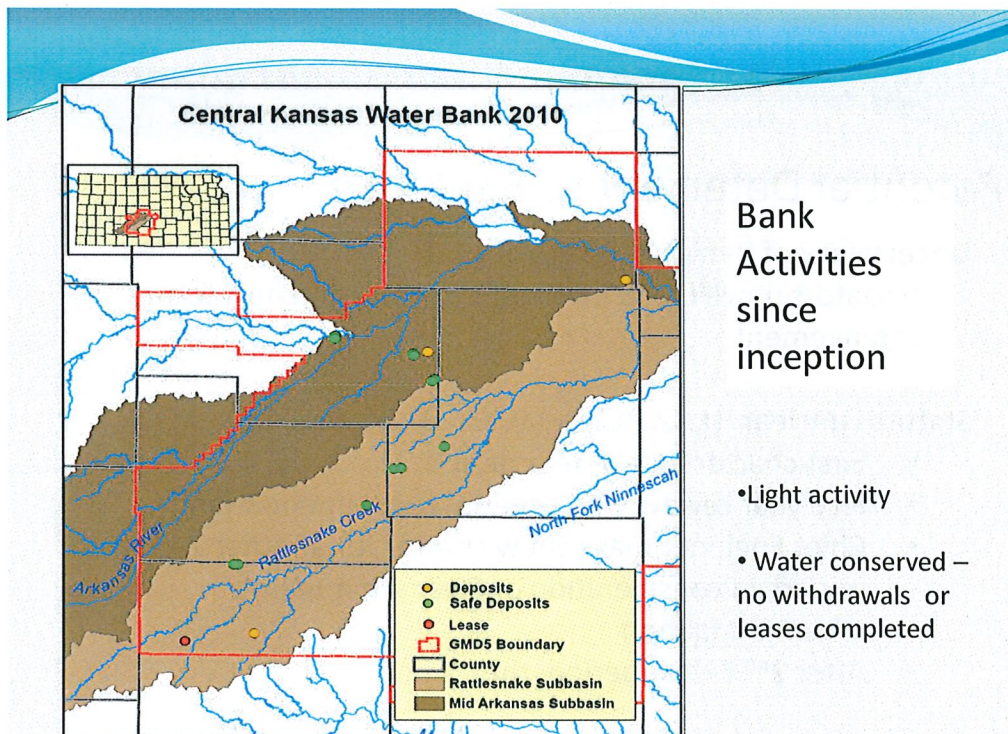 Central Kansas Water Bank 2010
Arkansas River
Rattlesnake Creek
North Fork Ninnescah
Deposits
Safe Deposits
Lease
GMD5 Boundary
County
Rattlesnake Subbasin
Mid Arkansas Subbasin
Bank
Activities
since
inception
•Light activity
• Water conserved –
no withdrawals or
leases completed